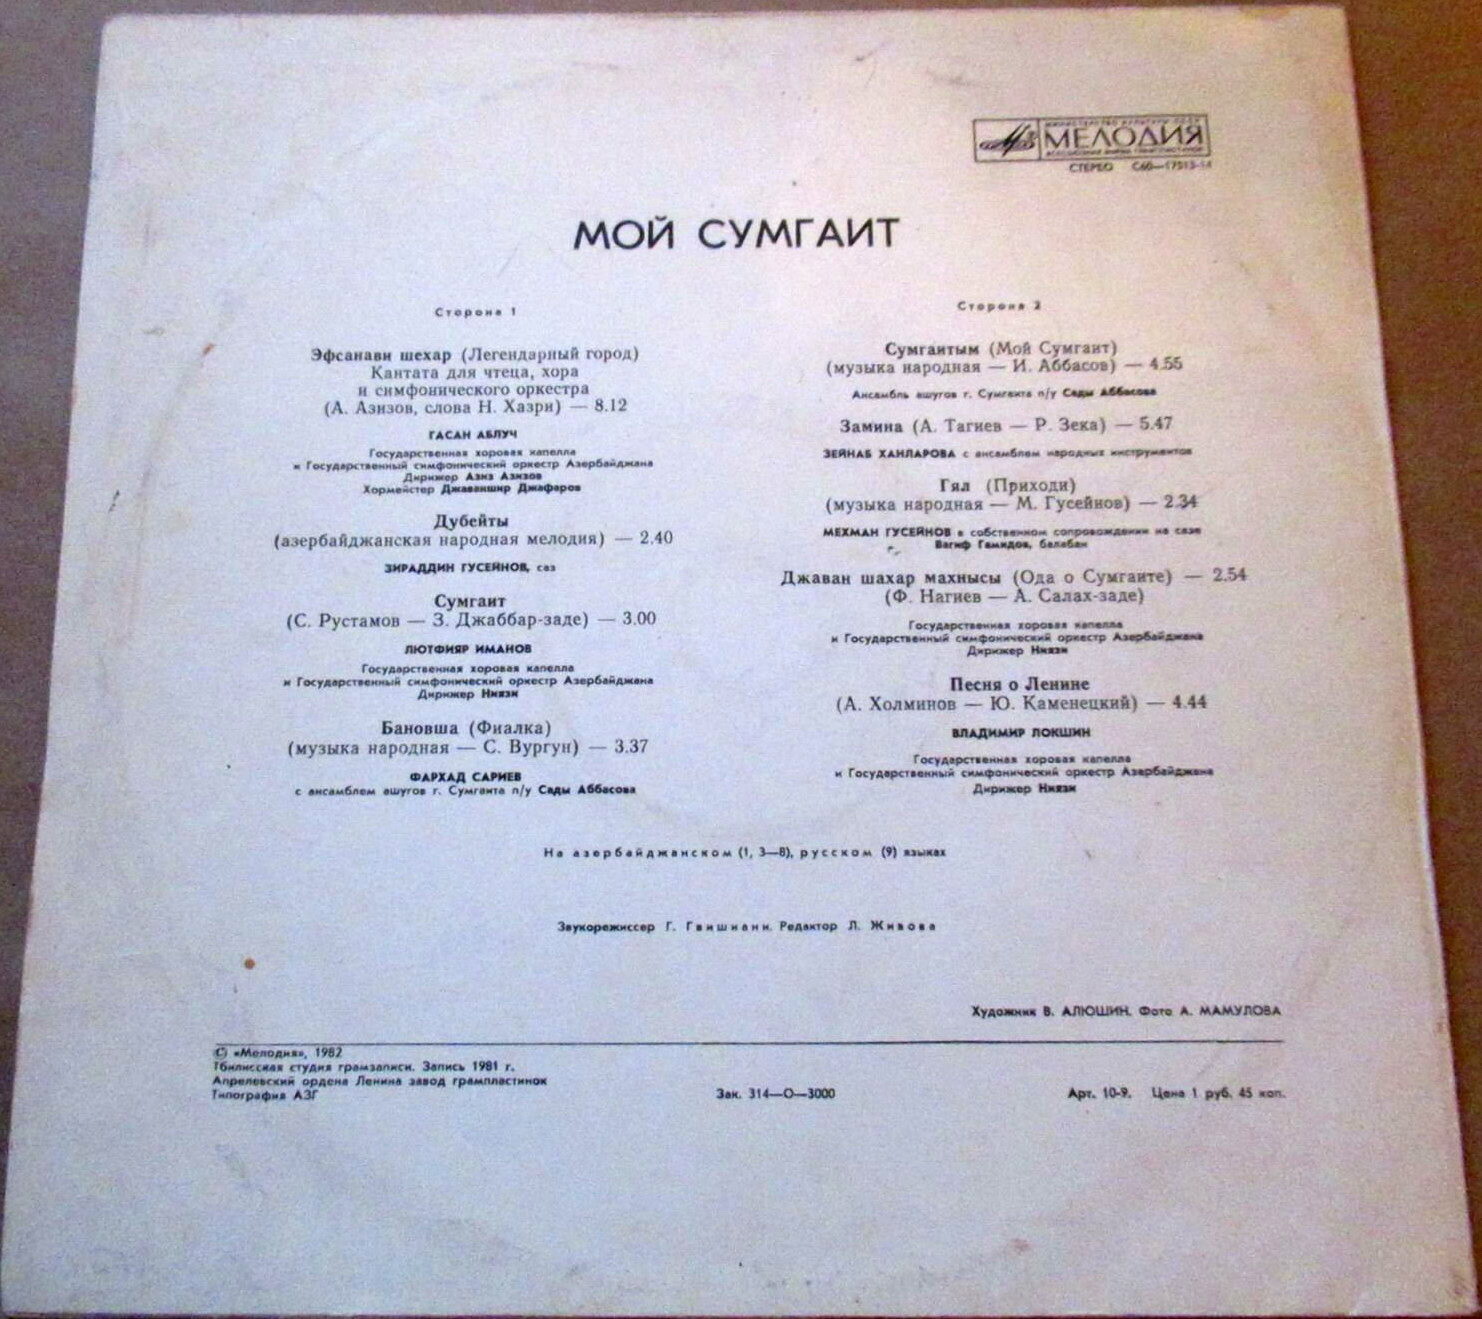 МИНИСТЕРСТВО КУЛЬТУРЫ СССР
МЕЛОДИЯ
ВСЕСОЮЗНАЯ ФИРМА ГРАМПЛАСТИНОК
СТЕРЕО С60—17513-14
МОЙ СУМГАИТ
Сторона 1
Эфсанави шехар (Легендарный город)
Кантата для чтеца, хора
и симфонического оркестра
(А. Азизов, слова Н. Хазри) — 8.12
ГАСАН АБЛУЧ
Государственная хоровая капелла
и Государственный симфонический оркестр Азербайджана
Дирижер Азиз Азизов
Хормейстер Джаваншир Джафаров
Дубейты
(азербайджанская народная мелодия) — 2.40
ЗИРАДДИН ГУСЕЙНОВ, саз
Сумгаит
(С. Рустамов — З. Джаббар-заде) — 3.00
ЛЮТФИЯР ИМАНОВ
Государственная хоровая капелла
и Государственный симфонический оркестр Азербайджана
Дирижер Ниязи
Бановша (Фиалка)
(музыка народная — С. Вургун) — 3.37
ФАРХАД САРИЕВ
с ансамблем ашугов г. Сумгаита п/у Сады Аббасова
Сторона 2
Сумгаитым (Мой Сумгаит)
(музыка народная — И. Аббасов) — 4.55
Ансамбль ашугов г. Сумгаита п/у Сады Аббасова
Замина (А. Тагиев — Р. Зека) — 5.47
ЗЕЙНАБ ХАНЛАРОВА с ансамблем народных инструментов
Гял (Приходи)
(музыка народная — М. Гусейнов) — 2.34
МЕХМАН ГУСЕЙНОВ в собственном сопровождении на сазе
Вагиф Гамидов, балабан
Джаван шахар махнысы (Ода о Сумгаите) — 2.54
(Ф. Нагиев — А. Салах-заде)
Государственная хоровая капелла
и Государственный симфонический оркестр Азербайджана
Дирижер Ниязи
Песня о Ленине
(А. Холминов — Ю. Каменецкий) — 4.44
ВЛАДИМИР ЛОКШИН
Государственная хоровая капелла
и Государственный симфонический оркестр Азербайджана
Дирижер Ниязи
На азербайджанском (1, 3—8), русском (9) языках
Звукорежиссер Г. Гвишиани. Редактор Л. Живова
Художник В. АЛЮШИН. Фото А. МАМУЛОВА
© «Мелодия», 1982
Тбилисская студия грамзаписи. Запись 1981 г.
Апрелевский ордена Ленина завод грампластинок
Типография АЗГ
Зак. 314—О—3000
Арт. 10-9. Цена 1 руб. 45 коп.